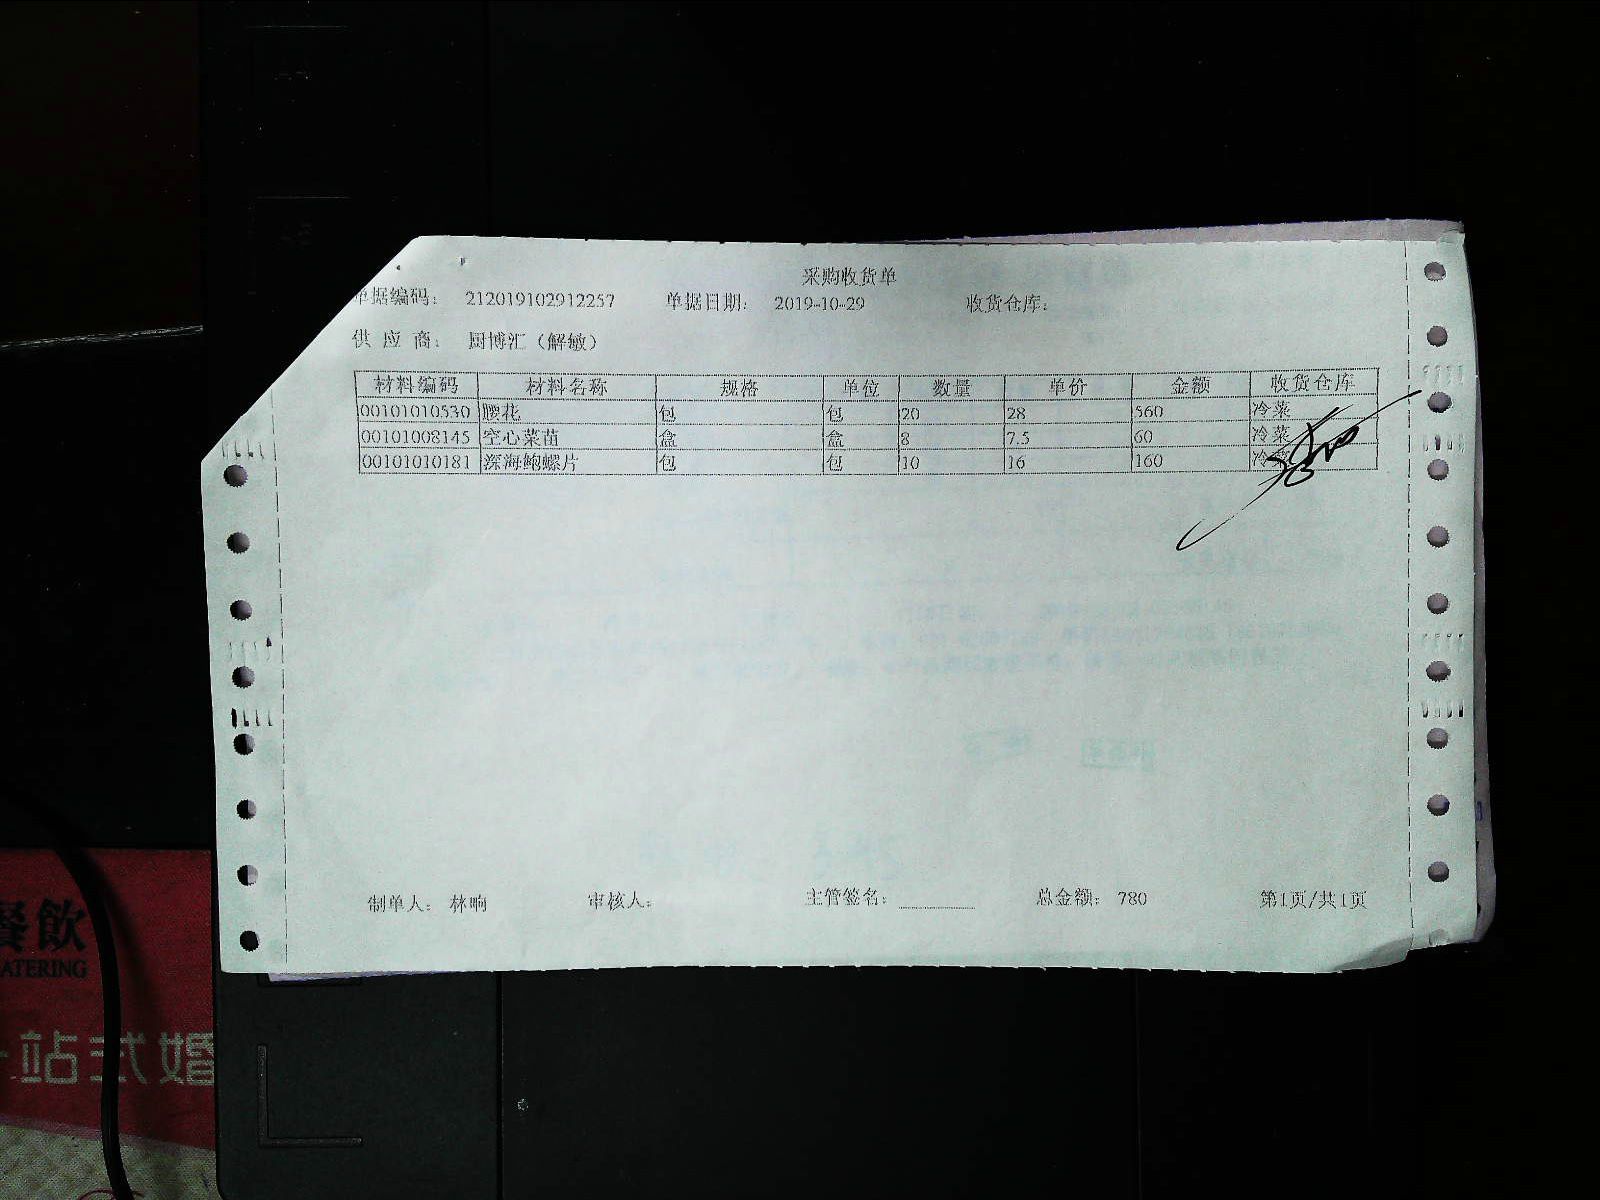 采购收货单
单据编码: 212019102912257 单据日期: 2019-10-29 收货仓库:
供应商: 厨博汇（解敏）
材料编码 材料名称 规格 单位 数量 单价 金额 收货仓库
00101010530 腰花 包 包 20 28 560 冷菜
00101008145 空心菜苗 盒 盒 8 7.5 60 冷菜
00101010181 深海鲍螺片 包 包 10 16 160 冷菜
制单人: 林晌 审核人: 主管签名: 总金额: 780 第1页/共1页
餐飲
ATERING
一站式婚